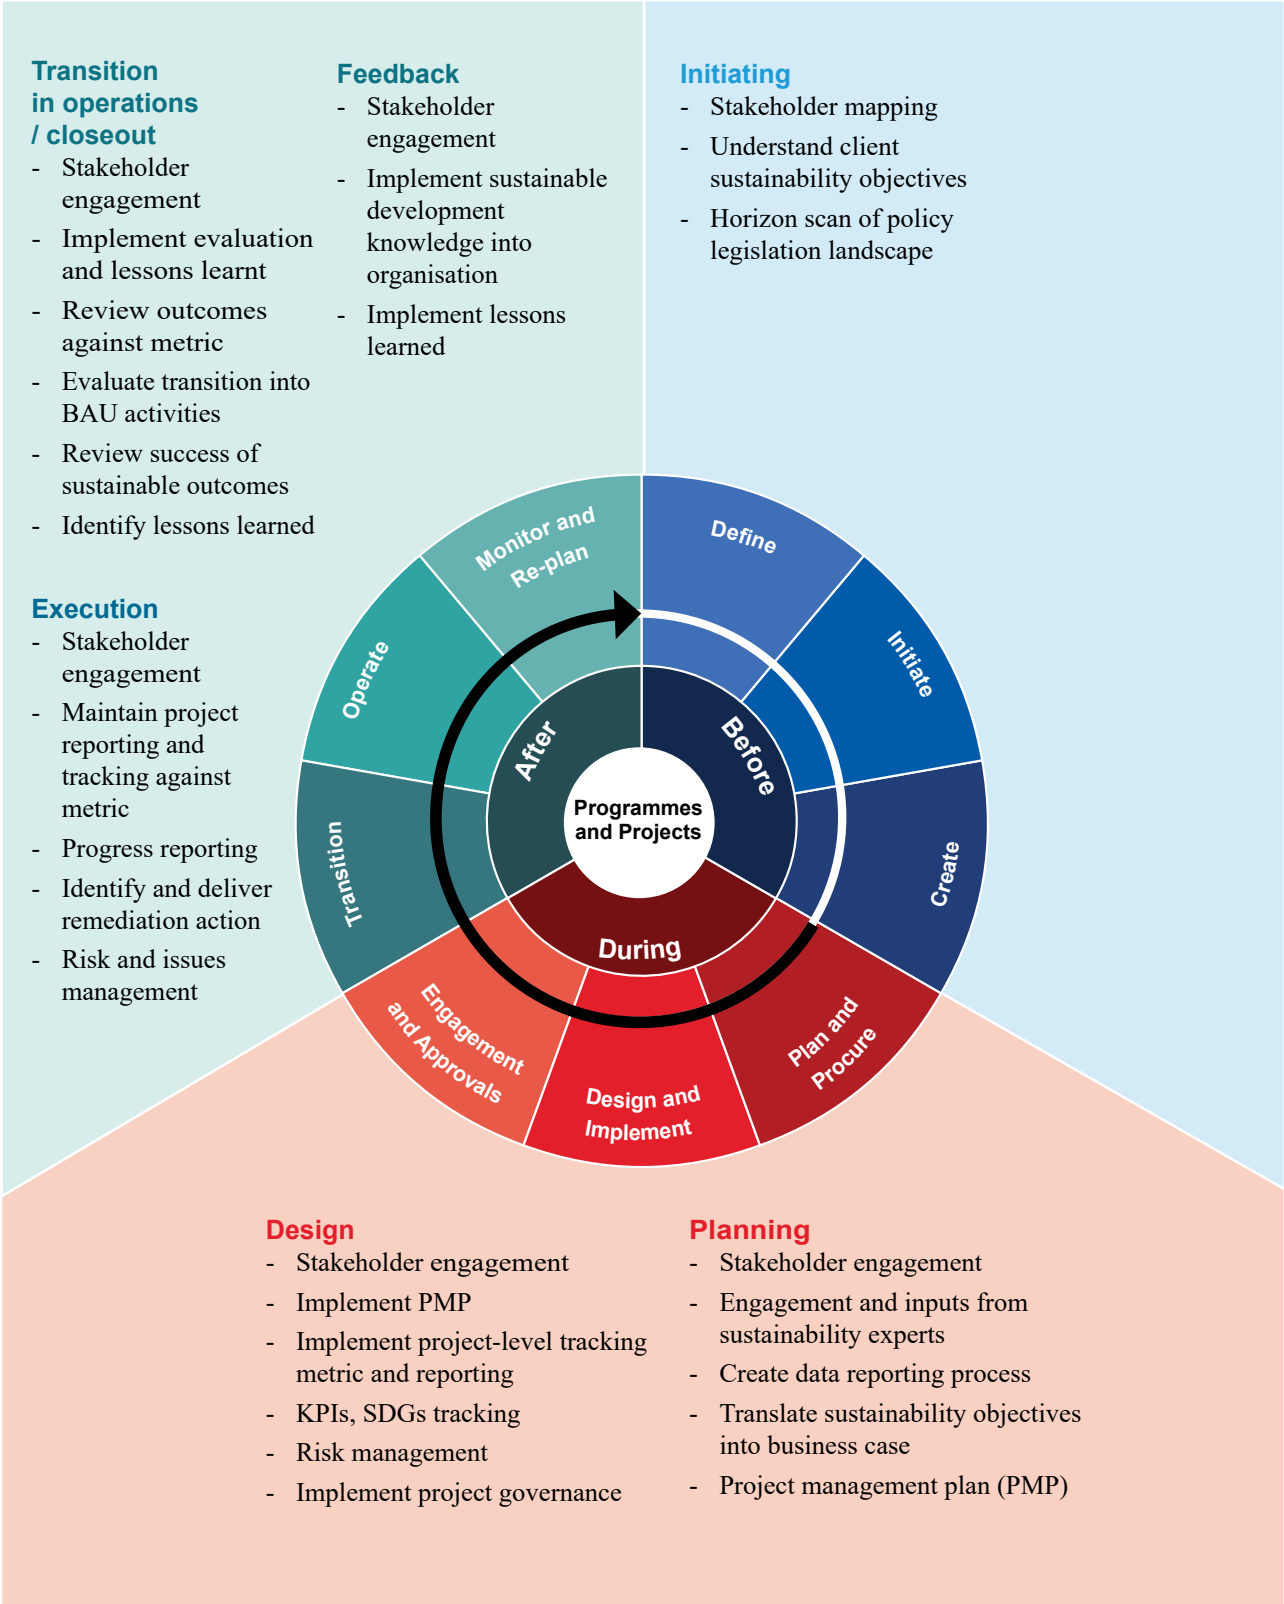 Transition
in operations
/ closeout
- Stakeholder
engagement
- Implement evaluation
and lessons learnt
- Review outcomes
against metric
- Evaluate transition into
BAU activities
- Review success of
sustainable outcomes
- Identify lessons learned
Feedback
- Stakeholder
engagement
- Implement sustainable
development
knowledge into
organisation
- Implement lessons
learned
Initiating
- Stakeholder mapping
- Understand client
sustainability objectives
- Horizon scan of policy
legislation landscape
Execution
- Stakeholder
engagement
- Maintain project
reporting and
tracking against
metric
- Progress reporting
- Identify and deliver
remediation action
- Risk and issues
management
Monitor and
Re-plan
Define
Initiate
Create
Plan and
Procure
Design and
Implement
Engagement
and Approvals
Transition
Operate
After
Before
During
Programmes
and Projects
Design
- Stakeholder engagement
- Implement PMP
- Implement project-level tracking
metric and reporting
- KPIs, SDGs tracking
- Risk management
- Implement project governance
Planning
- Stakeholder engagement
- Engagement and inputs from
sustainability experts
- Create data reporting process
- Translate sustainability objectives
into business case
- Project management plan (PMP)